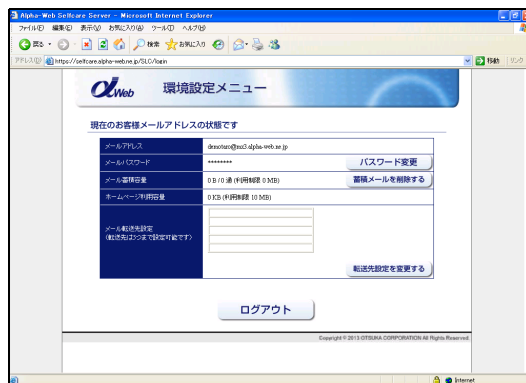 Alpha-Web Selfcare Server - Microsoft Internet Explorer
ファイル(F) 編集(E) 表示(V) お気に入り(A) ツール(T) ヘルプ(H)
戻る 検索 お気に入り
アドレス(D) https://selfcare.alpha-web.ne.jp/SLC/login 移動 リンク
αWeb 環境設定メニュー
現在のお客様メールアドレスの状態です
メールアドレス demotaro@mx3.alpha-web.ne.jp
メールパスワード ******** パスワード変更
メール蓄積容量 0 B / 0 通 (利用制限 0 MB) 蓄積メールを削除する
ホームページ利用容量 0 KB (利用制限 10 MB)
メール転送先設定
(転送先は5つまで設定可能です)
転送先設定を変更する
ログアウト
Copyright © 2013 OTSUKA CORPORATION All Rights Reserved.
Internet